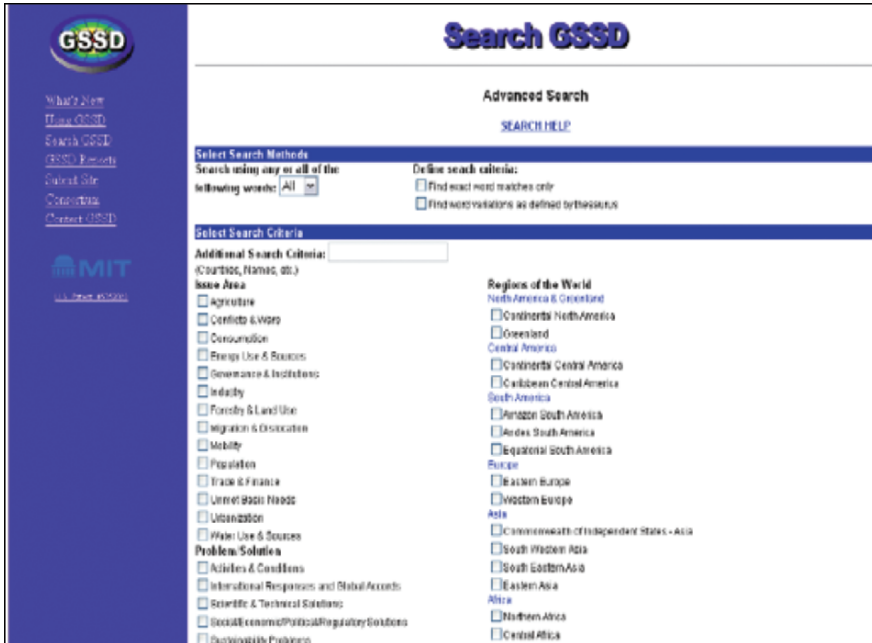 GSSD
What's New
Using GSSD
Search GSSD
GSSD Reports
Submit Site
Consortium
Contact GSSD
MIT
Search GSSD
Advanced Search
SEARCH HELP
Select Search Methods
Search using any or all of the
following words: All
Define seach criteria:
Find exact word matches only
Find word variations as defined by thesaurus
Select Search Criteria
Additional Search Criteria:
(Countries, Names, etc.)
Issue Area
Agriculture
Conflicts & Wars
Consumption
Energy Use & Sources
Governance & Institutions
Industry
Forestry & Land Use
Migration & Dislocation
Mobility
Population
Trade & Finance
Unmet Basic Needs
Urbanization
Water Use & Sources
Problem/Solution
Activities & Conditions
International Responses and Global Accords
Scientific & Technical Solutions
Social/Economic/Political/Regulatory Solutions
Sustainability Problems
Regions of the World
North America & Greenland
Continental North America
Greenland
Central America
Continental Central America
Caribbean Central America
South America
Amazon South America
Andes South America
Equatorial South America
Europe
Eastern Europe
Western Europe
Asia
Commonwealth of Independent States - Asia
South Western Asia
South Eastern Asia
Eastern Asia
Africa
Northern Africa
Central Africa